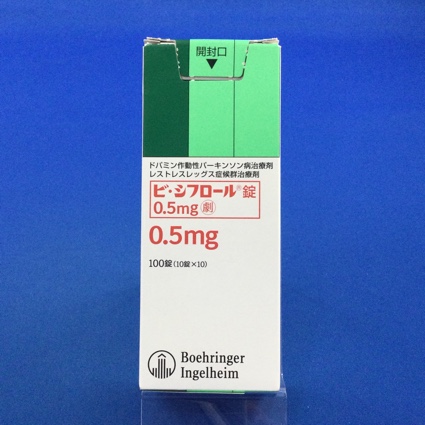 開封口
ドパミン作動性パーキンソン病治療剤
レストレスレッグス症候群治療剤
ビ・シフロール®錠
0.5mg 劇
0.5mg
100錠(10錠×10)
Boehringer
Ingelheim